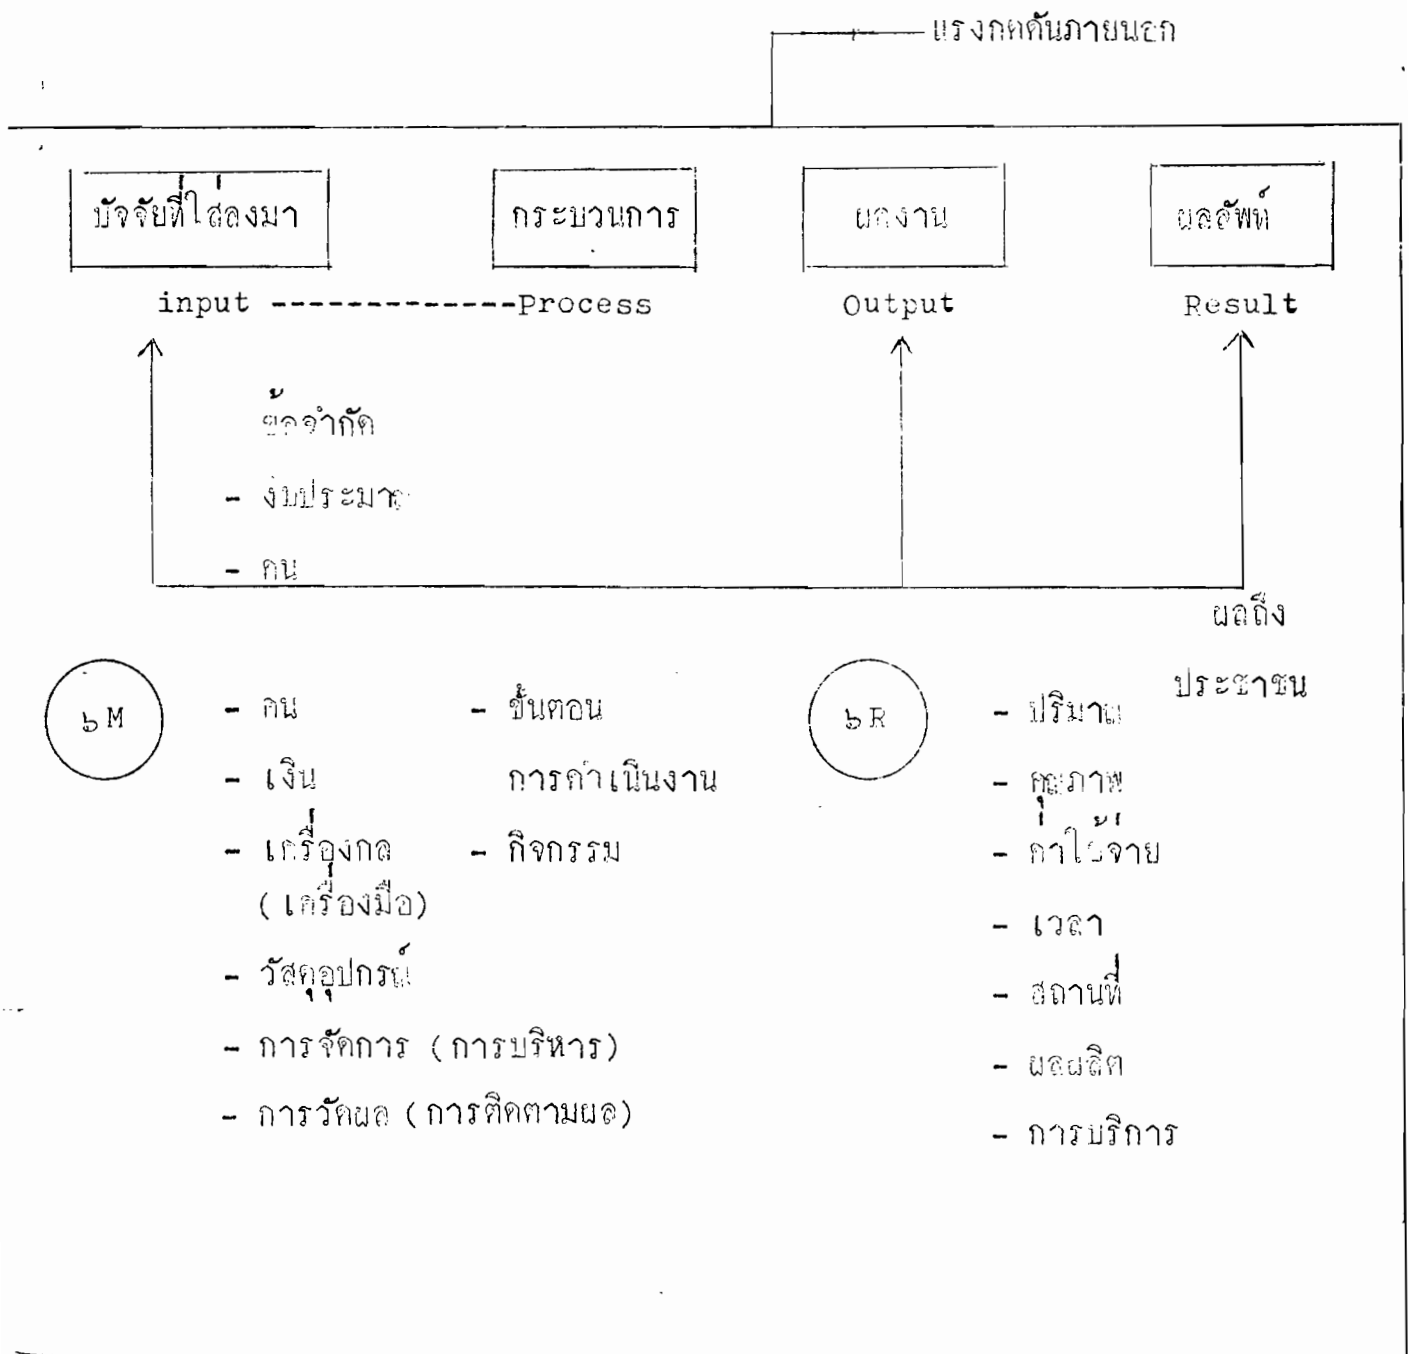 แรงกดดันภายนอก
ปัจจัยที่ใส่ลงมา กระบวนการ ผลงาน ผลลัพท์
input -------------Process Output Result
ข้อจำกัด
- งบประมาณ
- คน
ผลถึง
ประชาชน
๖ M
- คน
- เงิน
- เครื่องกล
(เครื่องมือ)
- วัสดุอุปกรณ์
- การจัดการ (การบริหาร)
- การวัดผล (การติดตามผล)
- ขั้นตอน
การดำเนินงาน
- กิจกรรม
๖ R
- ปริมาณ
- คุณภาพ
- ค่าใช้จ่าย
- เวลา
- สถานที่
- ผลผลิต
- การบริการ